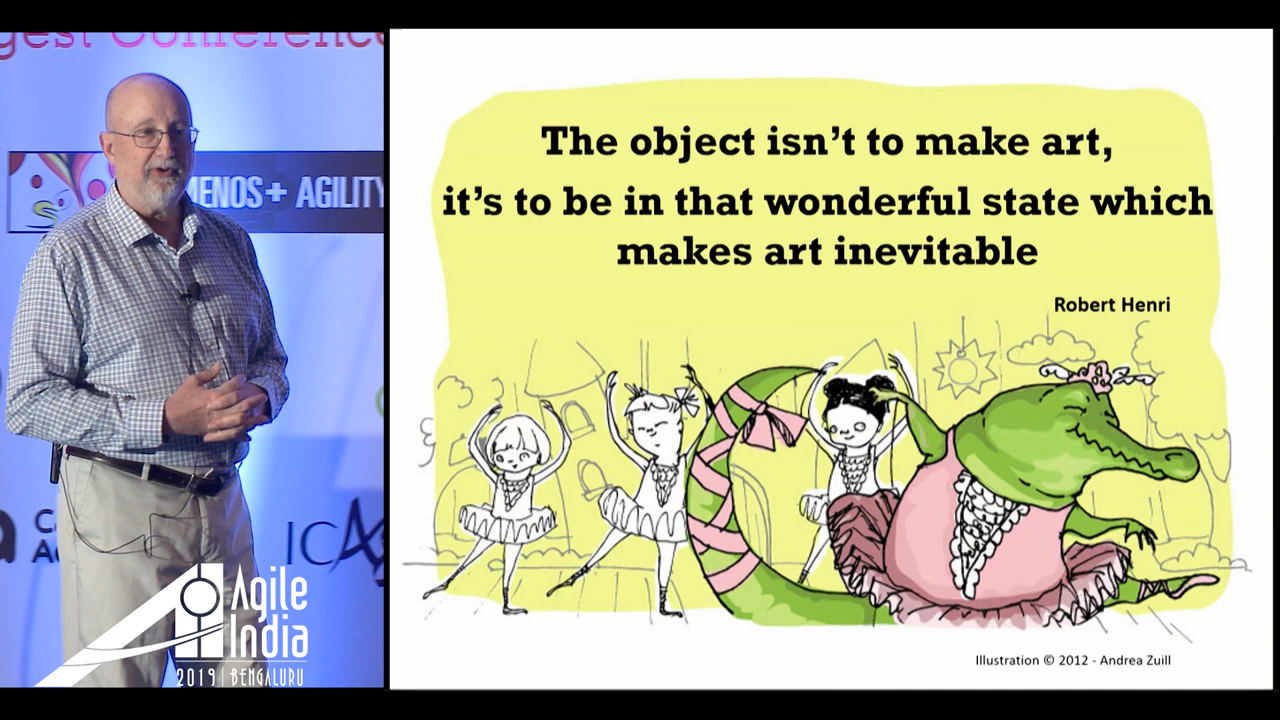 gest Conference
MENOS+ AGILITY
Agile
India
2019 | BENGALURU
The object isn't to make art,
it's to be in that wonderful state which
makes art inevitable
Robert Henri
Illustration © 2012 - Andrea Zuill